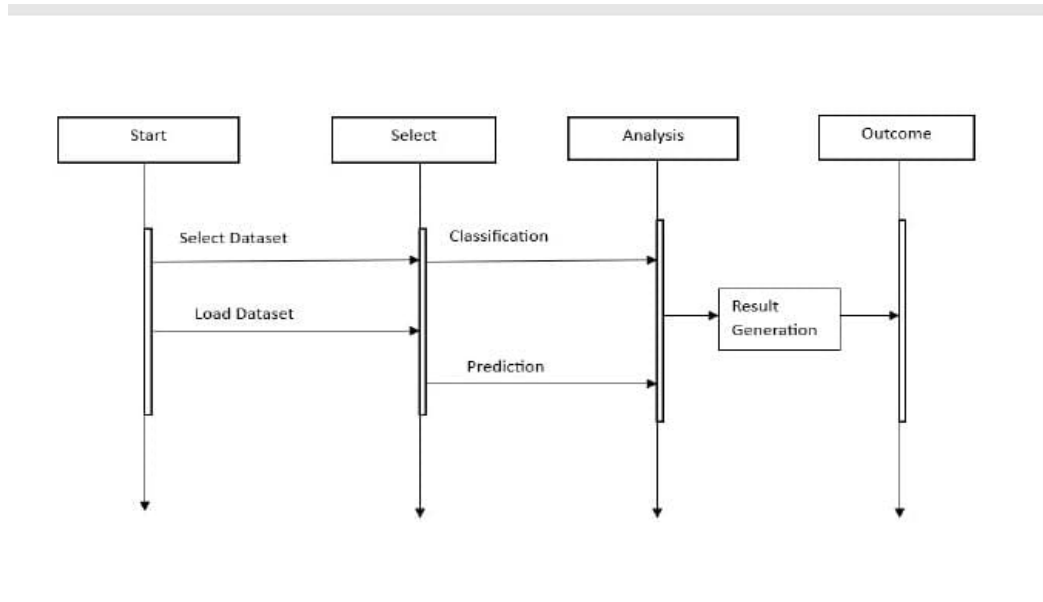 Start
Select
Analysis
Outcome
Select Dataset
Classification
Load Dataset
Result
Generation
Prediction